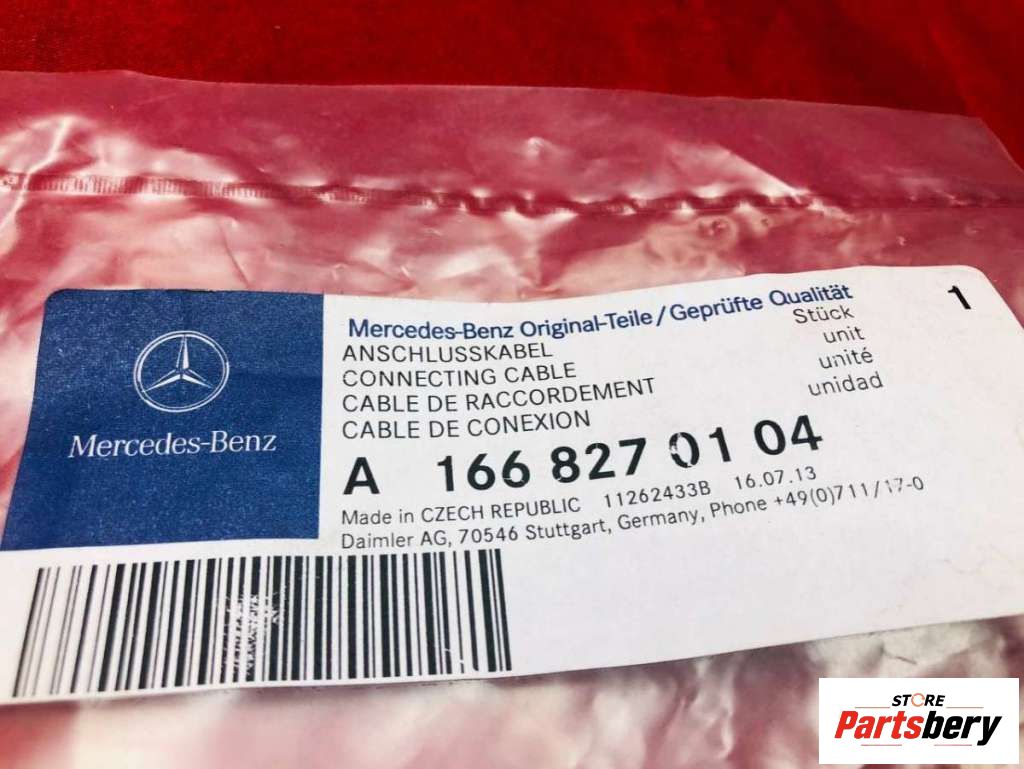 Mercedes-Benz
Mercedes-Benz Original-Teile/Geprüfte Qualität
1
ANSCHLUSSKABEL Stück
CONNECTING CABLE unit
CABLE DE RACCORDEMENT unité
CABLE DE CONEXION unidad
A 166 827 01 04
Made in CZECH REPUBLIC 11262433B 16.07.13
Daimler AG, 70546 Stuttgart, Germany, Phone +49(0)711/17-0
STORE
Partsbery